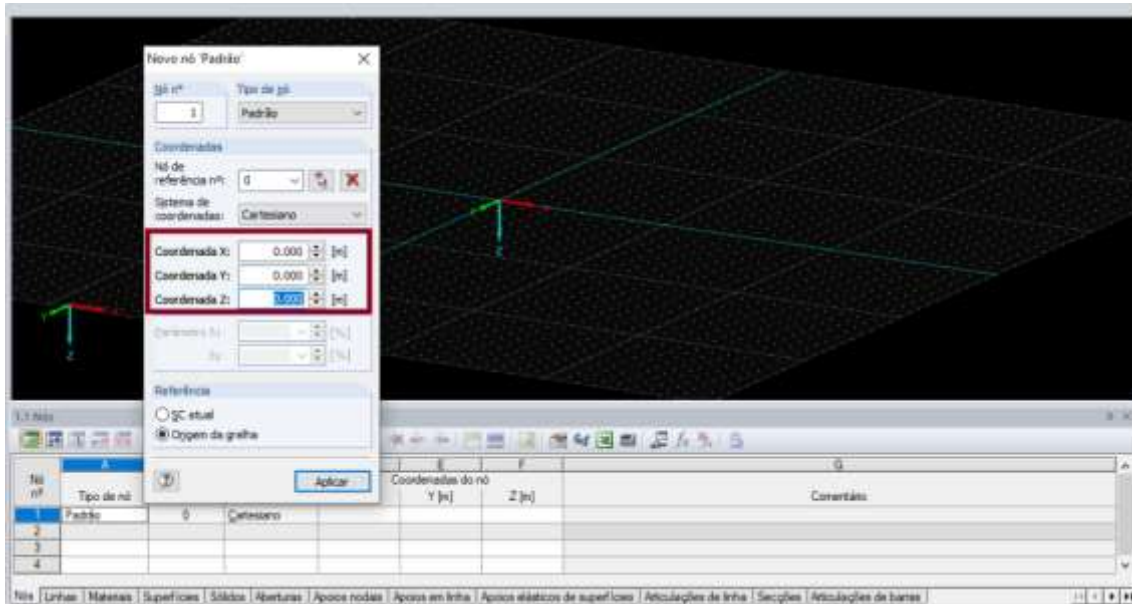 Novo nó 'Padrão'
Nó nº
Tipo de nó
1
Padrão
Coordenadas
Nó de
referência nº:
0
Sistema de
coordenadas:
Cartesiano
Coordenada X:
0.000
[m]
Coordenada Y:
0.000
[m]
Coordenada Z:
0.000
[m]
[%]
[%]
Referência
SC atual
Origem da grelha
Aplicar
1.1 Nós
A
E
F
G
Nó
nº
Tipo de nó
Coordenadas do nó
Y [m]
Z [m]
Comentário
1
Padrão
0
Cartesiano
2
3
4
Nós
Linhas
Materiais
Superfícies
Sólidos
Aberturas
Apoios nodais
Apoios em linha
Apoios elásticos de superfícies
Articulações de linha
Secções
Articulações de barras